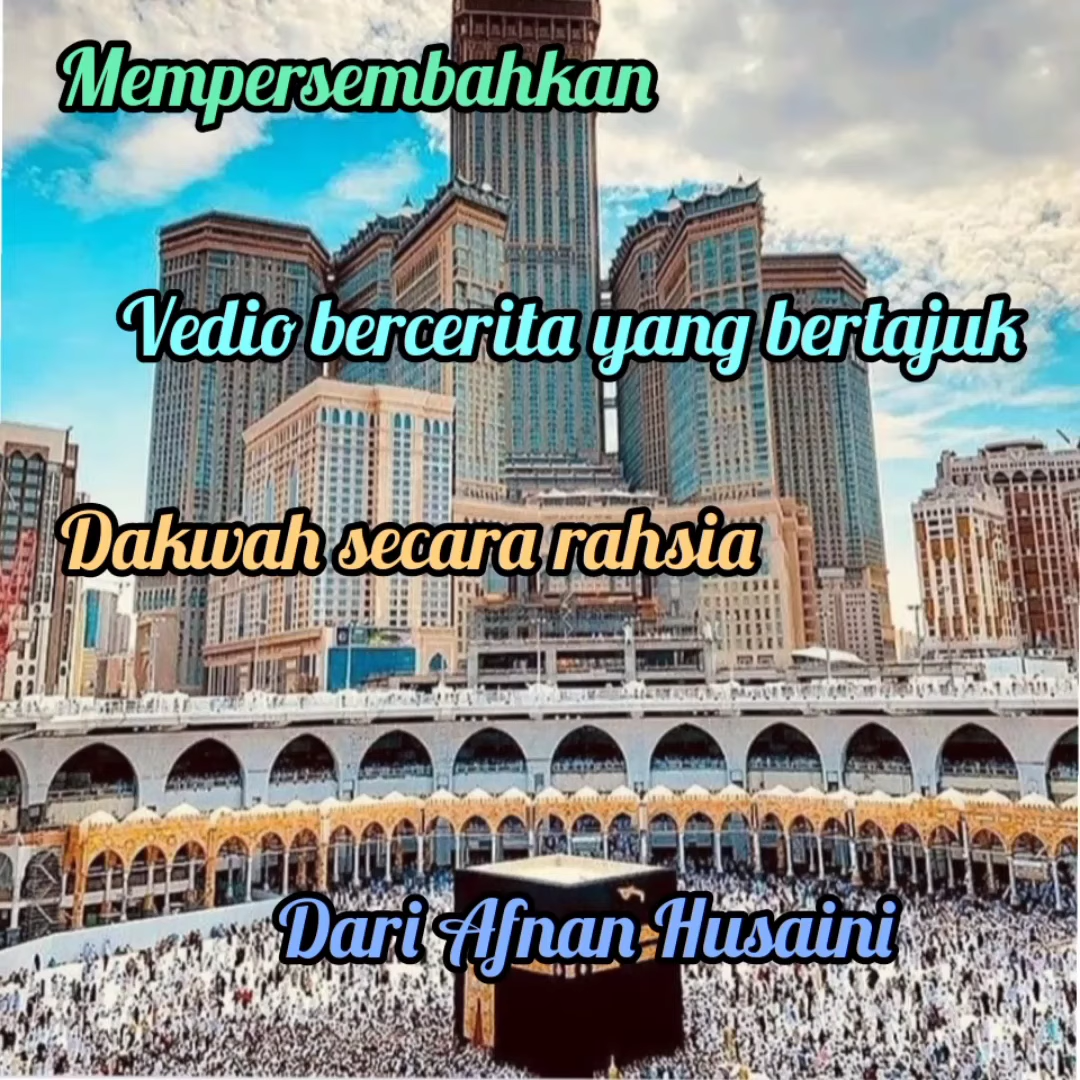 Mempersembahkan
Vedio bercerita yang bertajuk
Dakwah secara rahsia
Dari Afnan Husaini